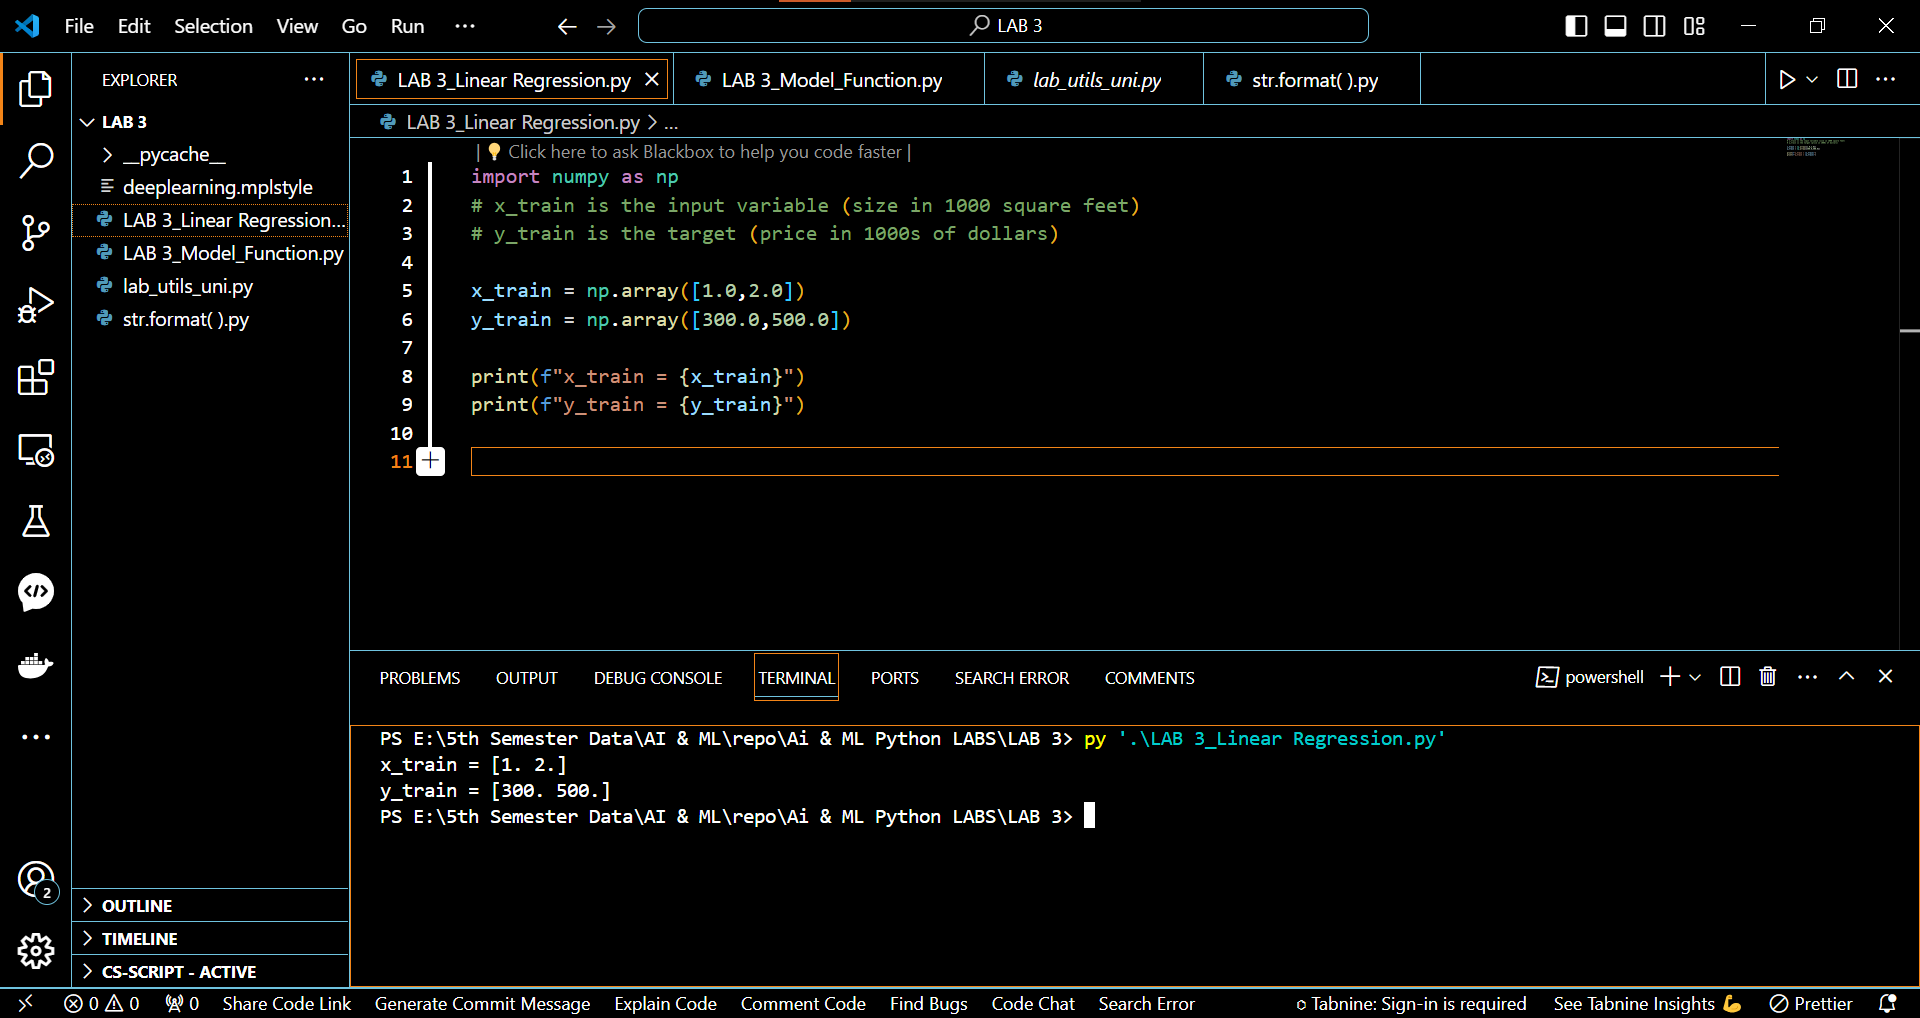 File Edit Selection View Go Run ···
LAB 3
EXPLORER ···
LAB 3
__pycache__
deeplearning.mplstyle
LAB 3_Linear Regression...
LAB 3_Model_Function.py
lab_utils_uni.py
str.format( ).py
OUTLINE
TIMELINE
CS-SCRIPT - ACTIVE
2
LAB 3_Linear Regression.py
LAB 3_Model_Function.py
lab_utils_uni.py
str.format( ).py
LAB 3_Linear Regression.py > ...
| 💡 Click here to ask Blackbox to help you code faster |
1 import numpy as np
2 # x_train is the input variable (size in 1000 square feet)
3 # y_train is the target (price in 1000s of dollars)
4
5 x_train = np.array([1.0,2.0])
6 y_train = np.array([300.0,500.0])
7
8 print(f"x_train = {x_train}")
9 print(f"y_train = {y_train}")
10
11
PROBLEMS OUTPUT DEBUG CONSOLE TERMINAL PORTS SEARCH ERROR COMMENTS
powershell
PS E:\5th Semester Data\AI & ML\repo\Ai & ML Python LABS\LAB 3> py '.\LAB 3_Linear Regression.py'
x_train = [1. 2.]
y_train = [300. 500.]
PS E:\5th Semester Data\AI & ML\repo\Ai & ML Python LABS\LAB 3>
0 0 0 Share Code Link Generate Commit Message Explain Code Comment Code Find Bugs Code Chat Search Error Tabnine: Sign-in is required See Tabnine Insights 💪 Prettier